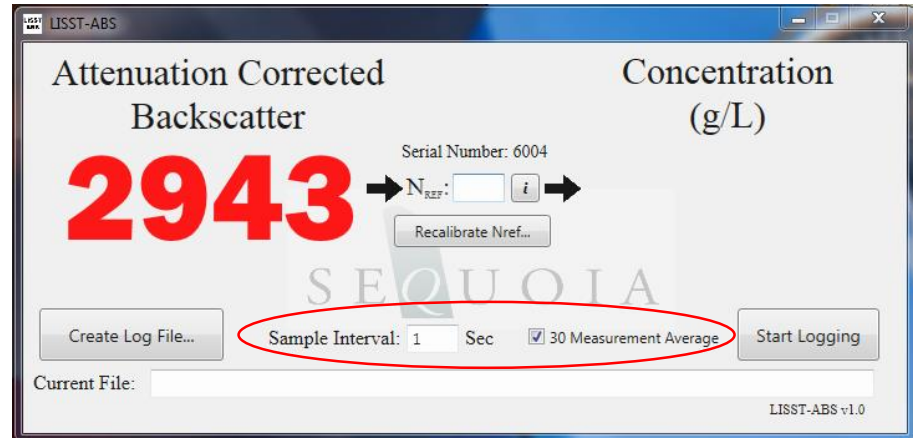 LISST-ABS
Attenuation Corrected
Backscatter
Concentration
(g/L)
2943
Serial Number: 6004
NREF:
i
Recalibrate Nref...
SEQUOIA
Create Log File...
Sample Interval: 1 Sec
30 Measurement Average
Start Logging
Current File:
LISST-ABS v1.0